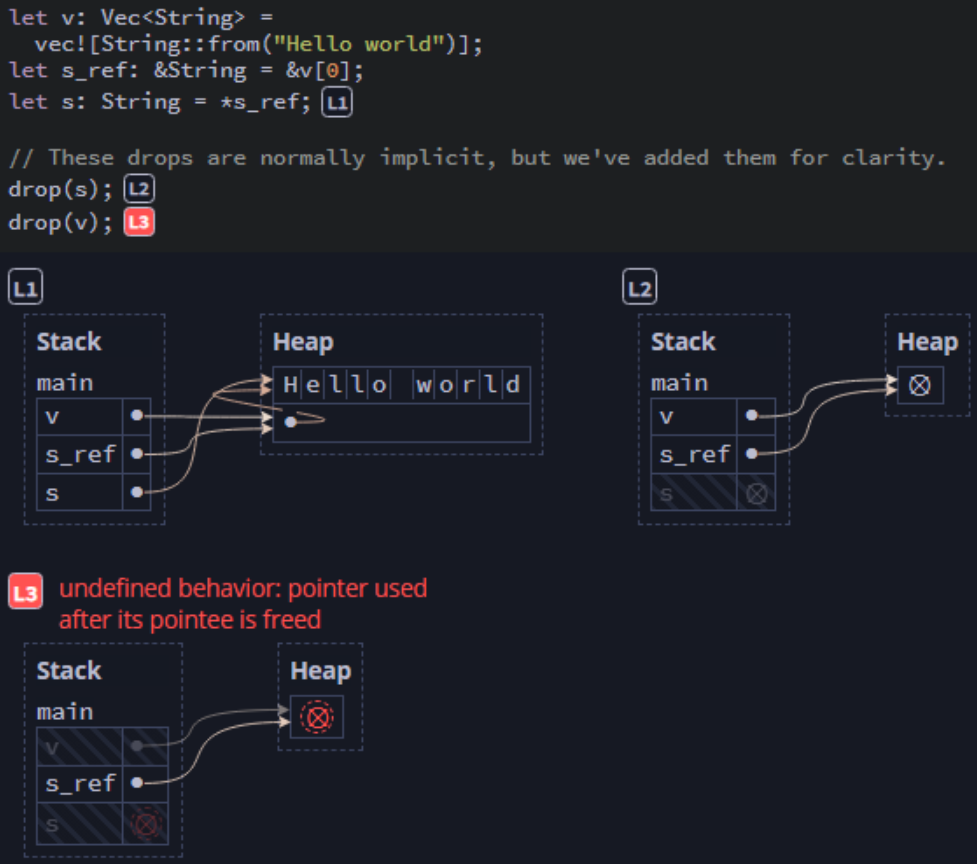 let v: Vec<String> =
  vec![String::from("Hello world")];
let s_ref: &String = &v[0];
let s: String = *s_ref; L1
// These drops are normally implicit, but we've added them for clarity.
drop(s); L2
drop(v); L3
L1
Stack
main
v
s_ref
s
Heap
Hello world
L2
Stack
main
v
s_ref
s
Heap
L3 undefined behavior: pointer used
after its pointee is freed
Stack
main
v
s_ref
s
Heap